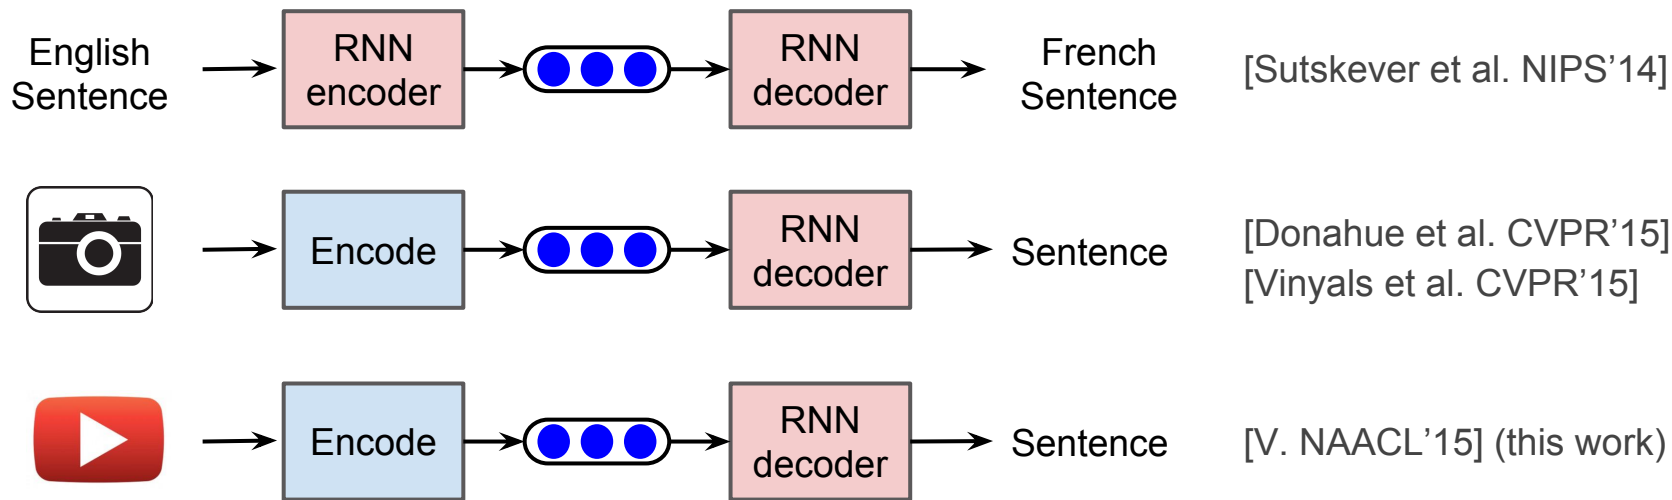 English
Sentence
RNN
encoder
RNN
decoder
French
Sentence
[Sutskever et al. NIPS’14]
Encode
RNN
decoder
Sentence
[Donahue et al. CVPR’15]
[Vinyals et al. CVPR’15]
Encode
RNN
decoder
Sentence
[V. NAACL’15] (this work)